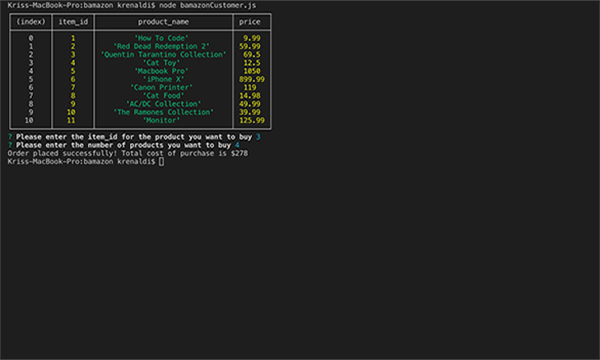 Kriss-MacBook-Pro:bamazon krenaldi$ node bamazonCustomer.js
(index) item_id product_name price
0 1 'How To Code' 9.99
1 2 'Red Dead Redemption 2' 59.99
2 3 'Quentin Tarantino Collection' 69.5
3 4 'Cat Toy' 12.5
4 5 'Macbook Pro' 1050
5 6 'iPhone X' 899.99
6 7 'Canon Printer' 119
7 8 'Cat Food' 14.98
8 9 'AC/DC Collection' 49.99
9 10 'The Ramones Collection' 39.99
10 11 'Monitor' 125.99
? Please enter the item_id for the product you want to buy 3
? Please enter the number of products you want to buy 4
Order placed successfully! Total cost of purchase is $278
Kriss-MacBook-Pro:bamazon krenaldi$